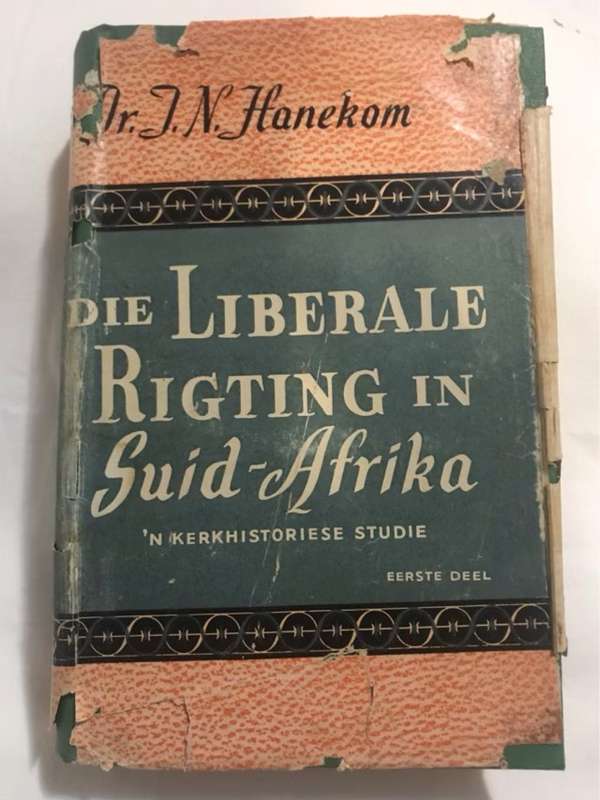 Dr. T. N. Hanekom
DIE LIBERALE
RIGTING IN
Suid-Afrika
'N KERKHISTORIESE STUDIE
EERSTE DEEL